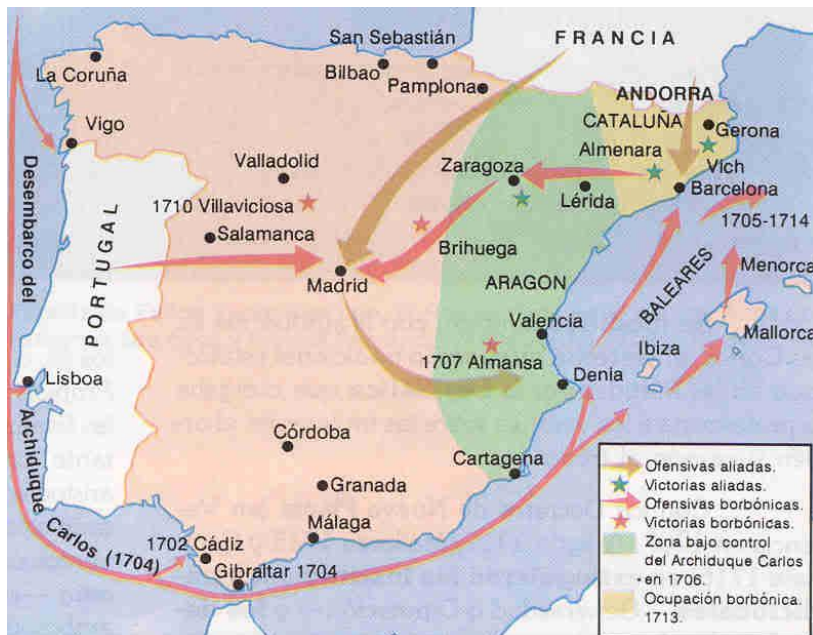 San Sebastián
FRANCIA
La Coruña
Bilbao
Pamplona
ANDORRA
CATALUÑA
Gerona
Vigo
Almenara
Vich
Valladolid
Zaragoza
Lérida
Barcelona
1705-1714
1710 Villaviciosa
Salamanca
Brihuega
Menorca
Madrid
ARAGON
BALEARES
PORTUGAL
Mallorca
Valencia
Ibiza
1707 Almansa
Denia
Lisboa
Desembarco del
Archiduque
Carlos (1704)
Córdoba
Cartagena
Granada
Málaga
1702 Cádiz
Gibraltar 1704
Ofensivas aliadas.
Victorias aliadas.
Ofensivas borbónicas.
Victorias borbónicas.
Zona bajo control
del Archiduque Carlos
en 1706.
Ocupación borbónica.
1713.